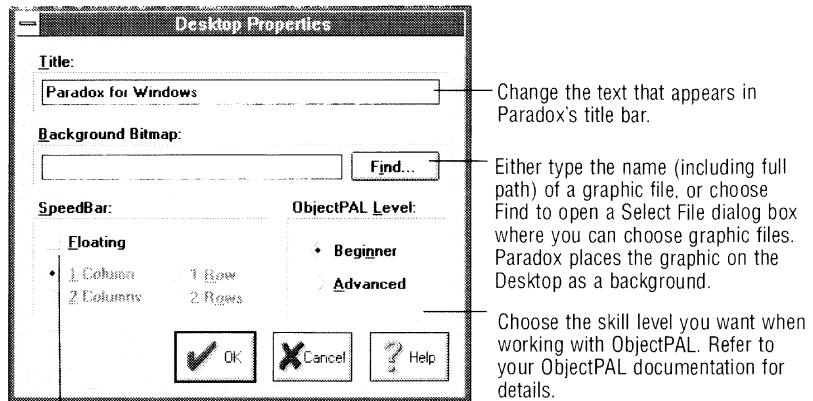 Desktop Properties
Title:
Paradox for Windows
Change the text that appears in
Paradox's title bar.
Background Bitmap:
Find...
Either type the name (including full
path) of a graphic file, or choose
Find to open a Select File dialog box
where you can choose graphic files.
Paradox places the graphic on the
Desktop as a background.
SpeedBar:
Floating
1 Column
1 Row
2 Columns
2 Rows
ObjectPAL Level:
Beginner
Advanced
Choose the skill level you want when
working with ObjectPAL. Refer to
your ObjectPAL documentation for
details.
OK
Cancel
Help